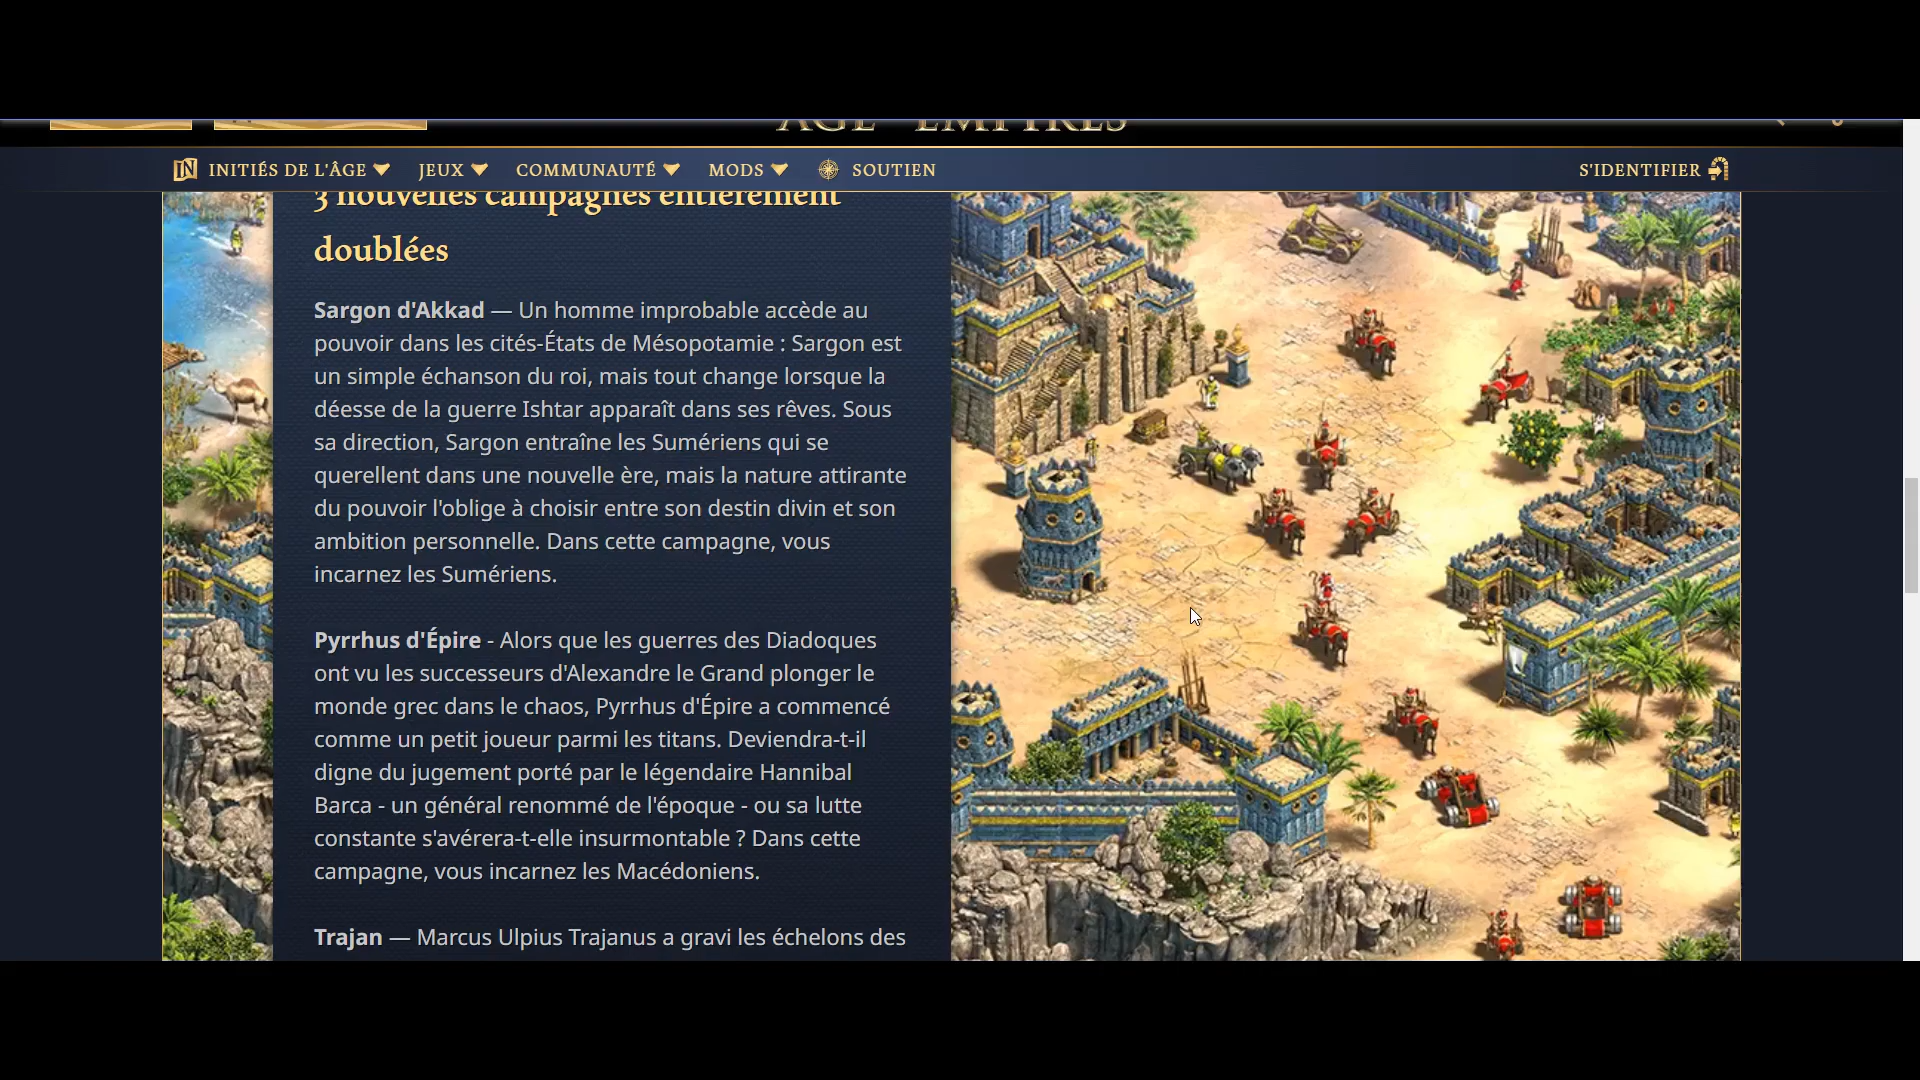 AGE EMPIRES
INITIÉS DE L'ÂGE
JEUX
COMMUNAUTÉ
MODS
SOUTIEN
S'IDENTIFIER
3 nouvelles campagnes entièrement
doublées
Sargon d'Akkad — Un homme improbable accède au
pouvoir dans les cités-États de Mésopotamie : Sargon est
un simple échanson du roi, mais tout change lorsque la
déesse de la guerre Ishtar apparaît dans ses rêves. Sous
sa direction, Sargon entraîne les Sumériens qui se
querellent dans une nouvelle ère, mais la nature attirante
du pouvoir l'oblige à choisir entre son destin divin et son
ambition personnelle. Dans cette campagne, vous
incarnez les Sumériens.
Pyrrhus d'Épire - Alors que les guerres des Diadoques
ont vu les successeurs d'Alexandre le Grand plonger le
monde grec dans le chaos, Pyrrhus d'Épire a commencé
comme un petit joueur parmi les titans. Deviendra-t-il
digne du jugement porté par le légendaire Hannibal
Barca - un général renommé de l'époque - ou sa lutte
constante s'avérera-t-elle insurmontable ? Dans cette
campagne, vous incarnez les Macédoniens.
Trajan — Marcus Ulpius Trajanus a gravi les échelons des